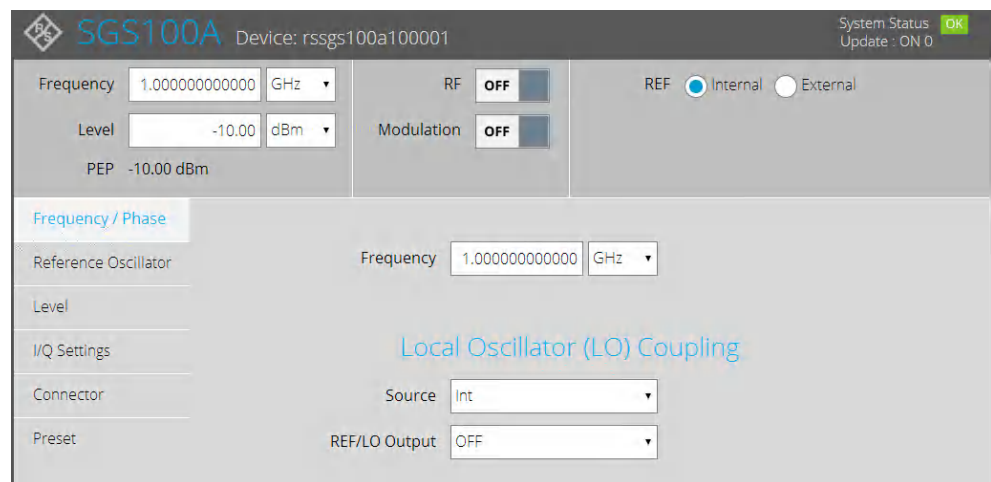 SGS100A Device: rssgs100a100001
System Status OK
Update : ON 0
Frequency 1.000000000000 GHz
Level -10.00 dBm
PEP -10.00 dBm
RF OFF
Modulation OFF
REF Internal External
Frequency / Phase
Reference Oscillator
Level
I/Q Settings
Connector
Preset
Frequency 1.000000000000 GHz
Local Oscillator (LO) Coupling
Source Int
REF/LO Output OFF